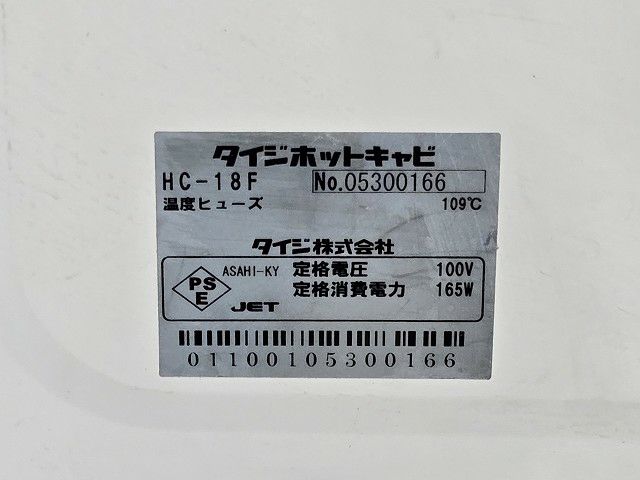 タイジホットキャビ
HC-18F No.05300166
温度ヒューズ 109℃
タイジ株式会社
PSE ASAHI-KY 定格電圧 100V
JET 定格消費電力 165W
01100105300166